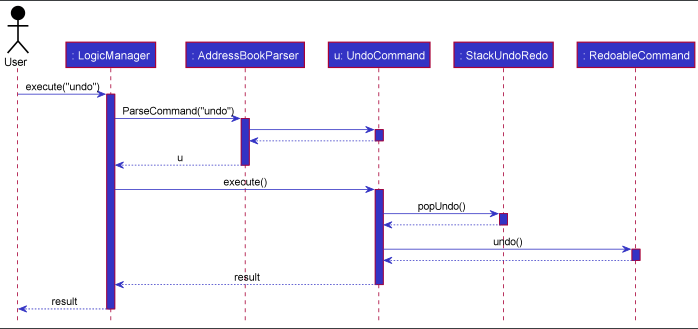 User
: LogicManager
: AddressBookParser
u: UndoCommand
: StackUndoRedo
: RedoableCommand
execute("undo")
ParseCommand("undo")
u
execute()
popUndo()
undo()
result
result